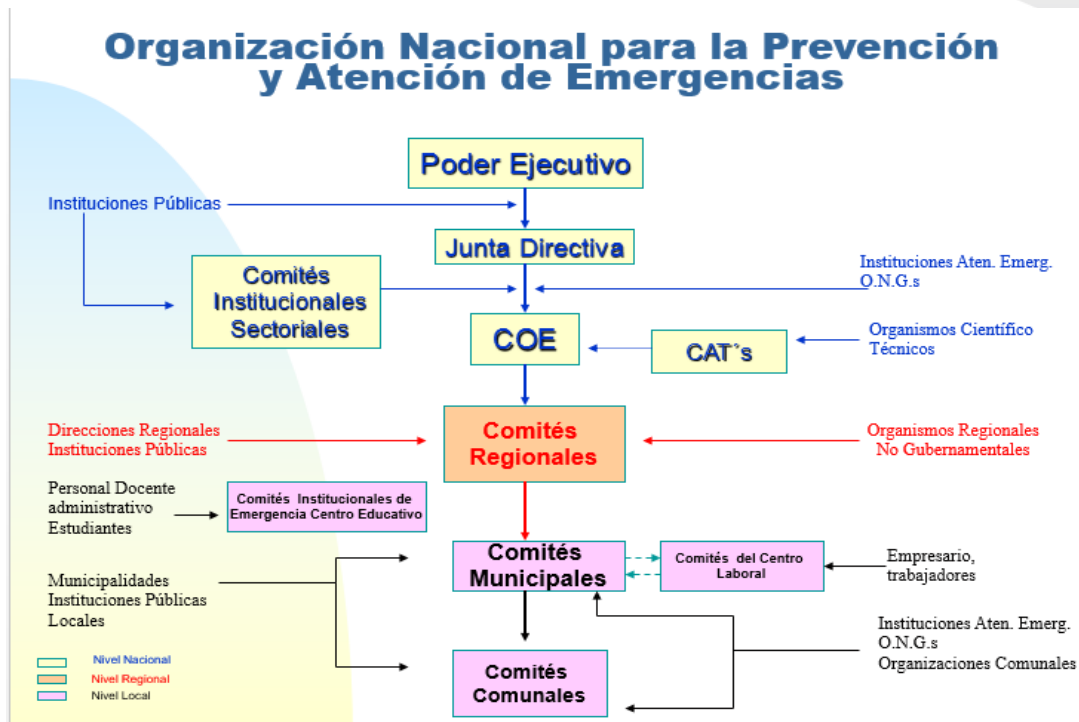 Organización Nacional para la Prevención
y Atención de Emergencias
Poder Ejecutivo
Instituciones Públicas
Junta Directiva
Comités
Institucionales
Sectoriales
Instituciones Aten. Emerg.
O.N.G.s
COE
CAT`s
Organismos Científico
Técnicos
Direcciones Regionales
Instituciones Públicas
Comités
Regionales
Organismos Regionales
No Gubernamentales
Personal Docente
administrativo
Estudiantes
Comités Institucionales de
Emergencia Centro Educativo
Comités
Municipales
Comités del Centro
Laboral
Empresario,
trabajadores
Municipalidades
Instituciones Públicas
Locales
Instituciones Aten. Emerg.
O.N.G.s
Organizaciones Comunales
Comités
Comunales
Nivel Nacional
Nivel Regional
Nivel Local